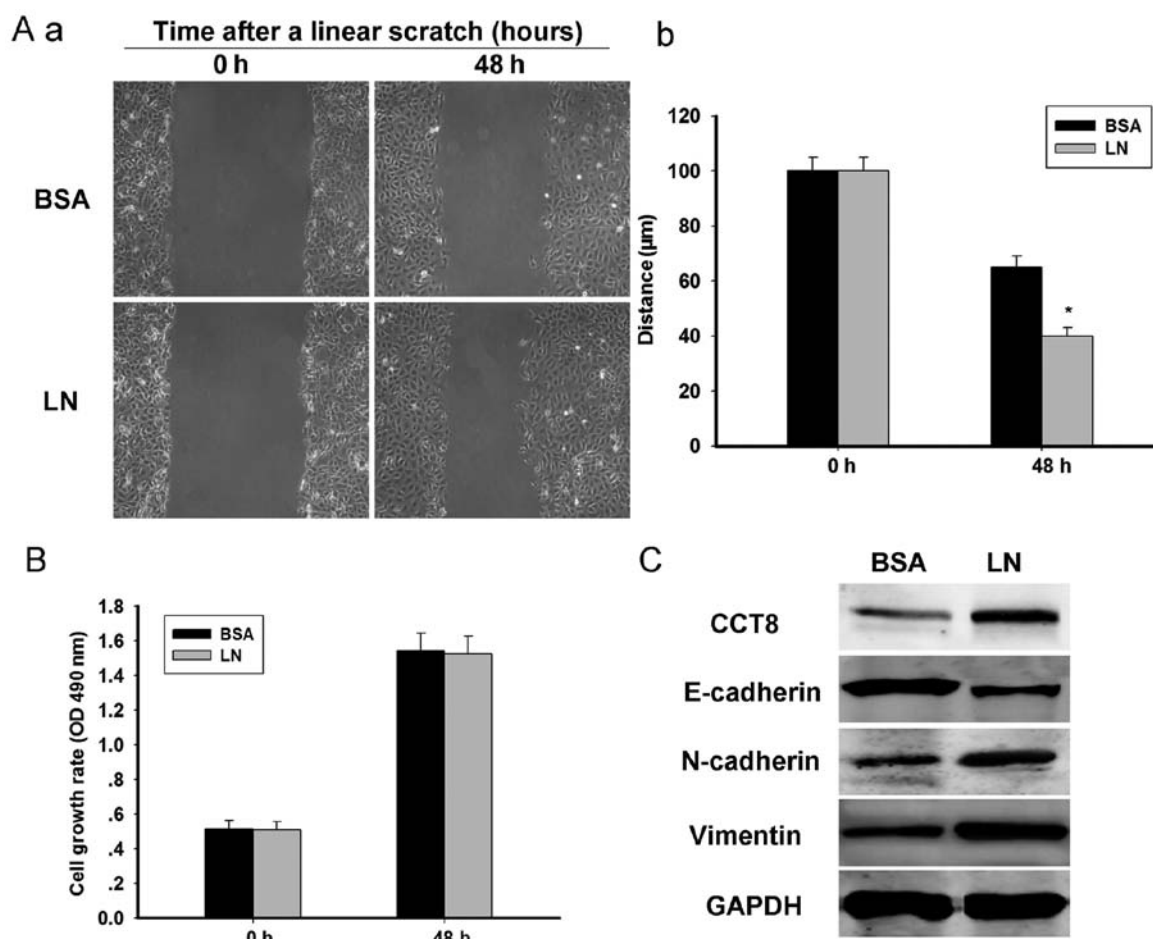 A a
Time after a linear scratch (hours)
0 h 48 h
BSA
LN
b
120
100
80
60
40
20
0
Distance (µm)
BSA
LN
*
0 h 48 h
B
1.8
1.6
1.4
1.2
1.0
.8
.6
.4
.2
0.0
Cell growth rate (OD 490 nm)
BSA
LN
0 h 48 h
C
BSA LN
CCT8
E-cadherin
N-cadherin
Vimentin
GAPDH